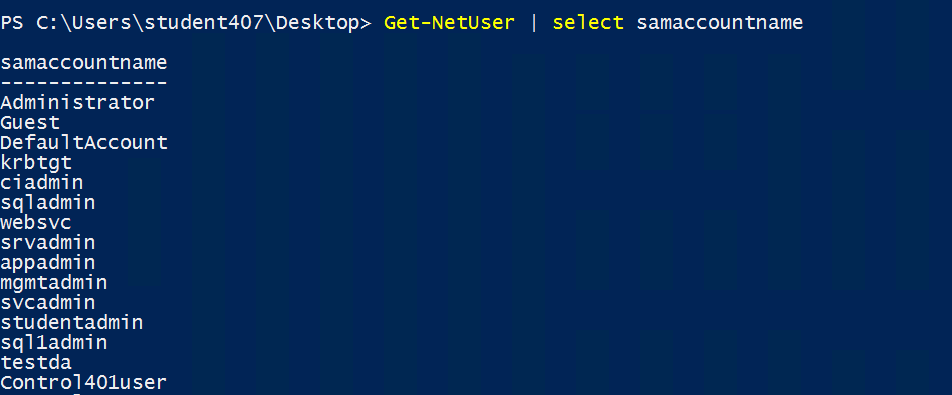 PS C:\Users\student407\Desktop> Get-NetUser | select samaccountname
samaccountname
--------------
Administrator
Guest
DefaultAccount
krbtgt
ciadmin
sqladmin
websvc
srvadmin
appadmin
mgmtadmin
svcadmin
studentadmin
sql1admin
testda
Control401user